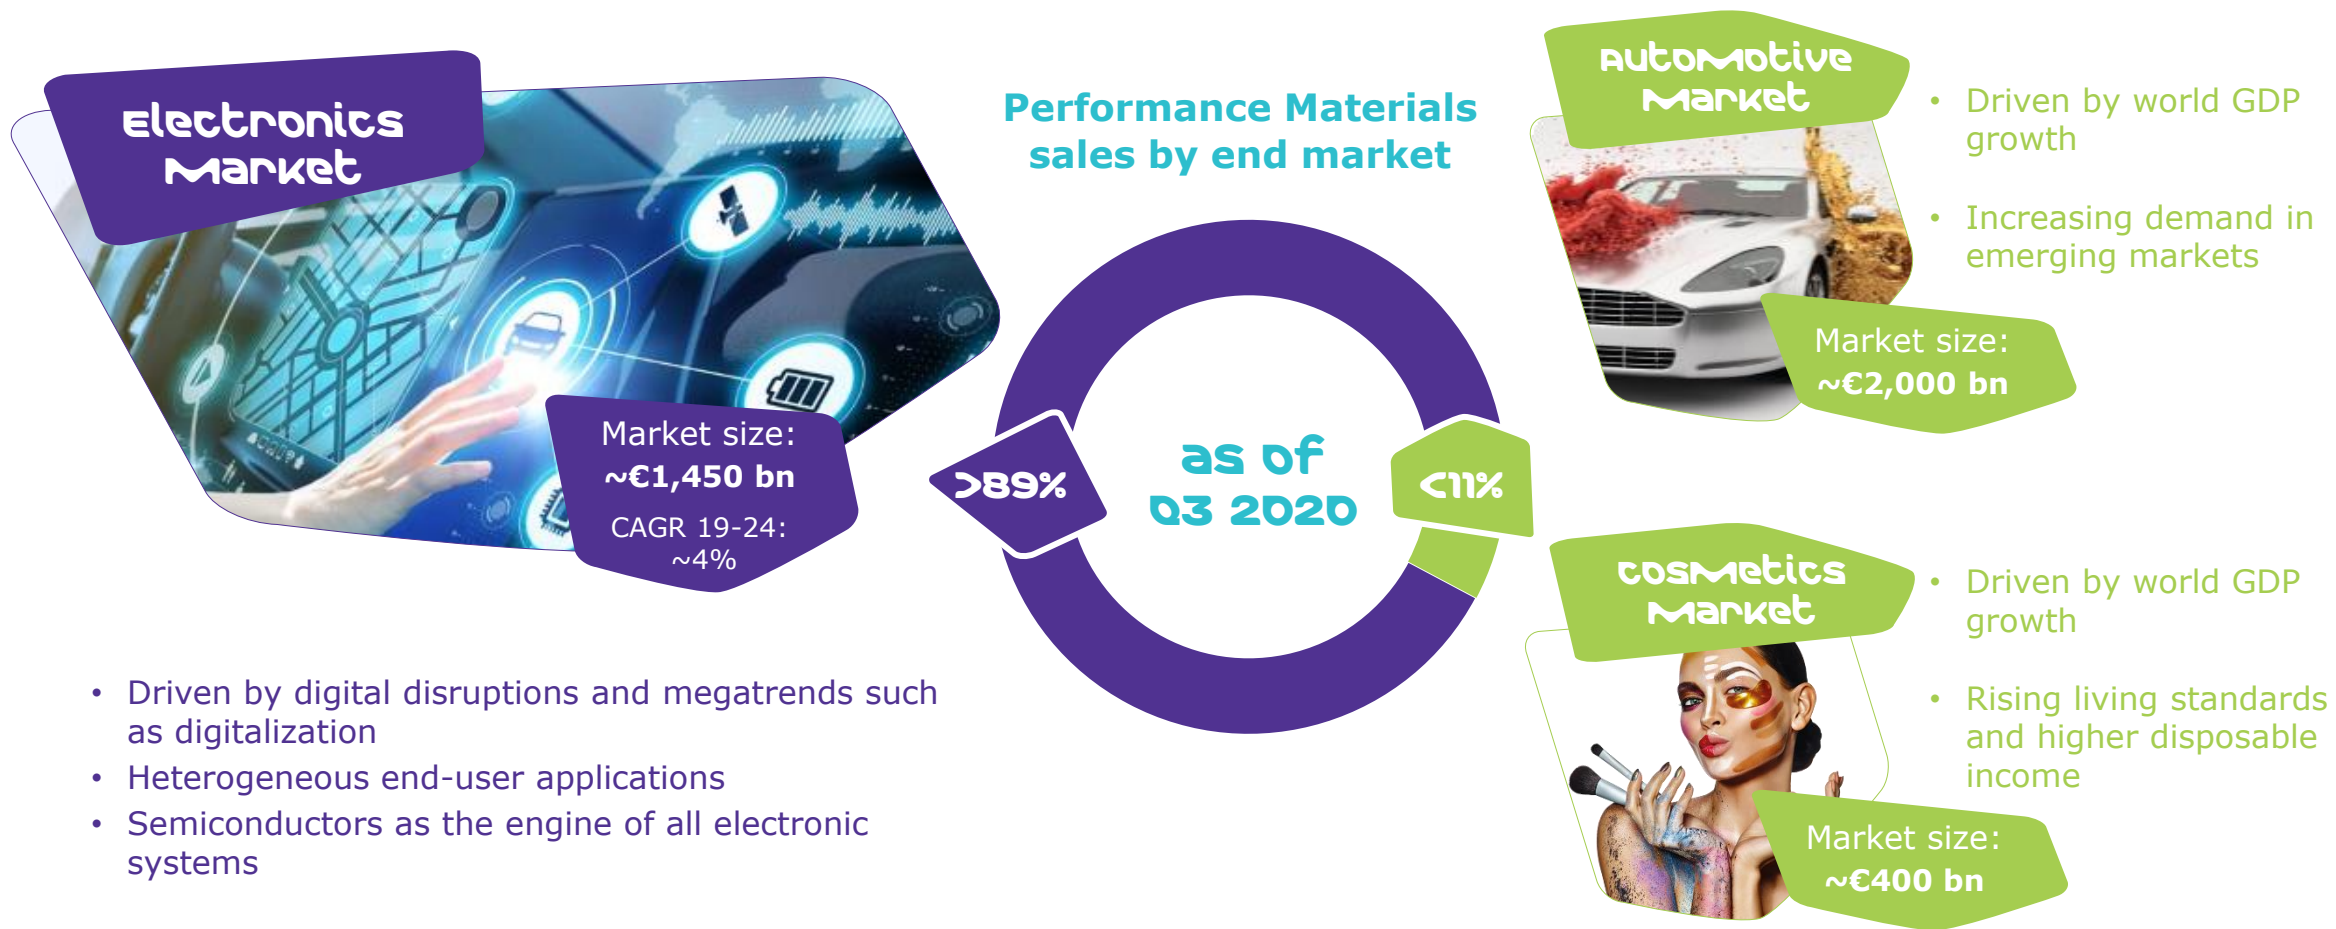 Electronics
Market
Market size:
~€1,450 bn
CAGR 19-24:
~4%
• Driven by digital disruptions and megatrends such
as digitalization
• Heterogeneous end-user applications
• Semiconductors as the engine of all electronic
systems
Performance Materials
sales by end market
>89%
as of
Q3 2020
<11%
Automotive
Market
• Driven by world GDP
growth
• Increasing demand in
emerging markets
Market size:
~€2,000 bn
Cosmetics
Market
• Driven by world GDP
growth
• Rising living standards
and higher disposable
income
Market size:
~€400 bn